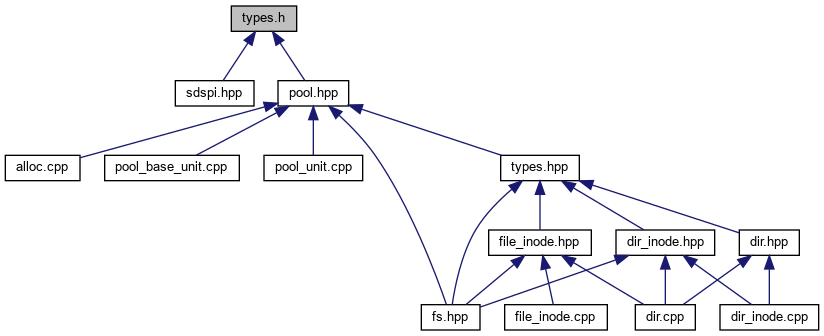 types.h
sdspi.hpp
pool.hpp
alloc.cpp
pool_base_unit.cpp
pool_unit.cpp
types.hpp
file_inode.hpp
dir_inode.hpp
dir.hpp
fs.hpp
file_inode.cpp
dir.cpp
dir_inode.cpp